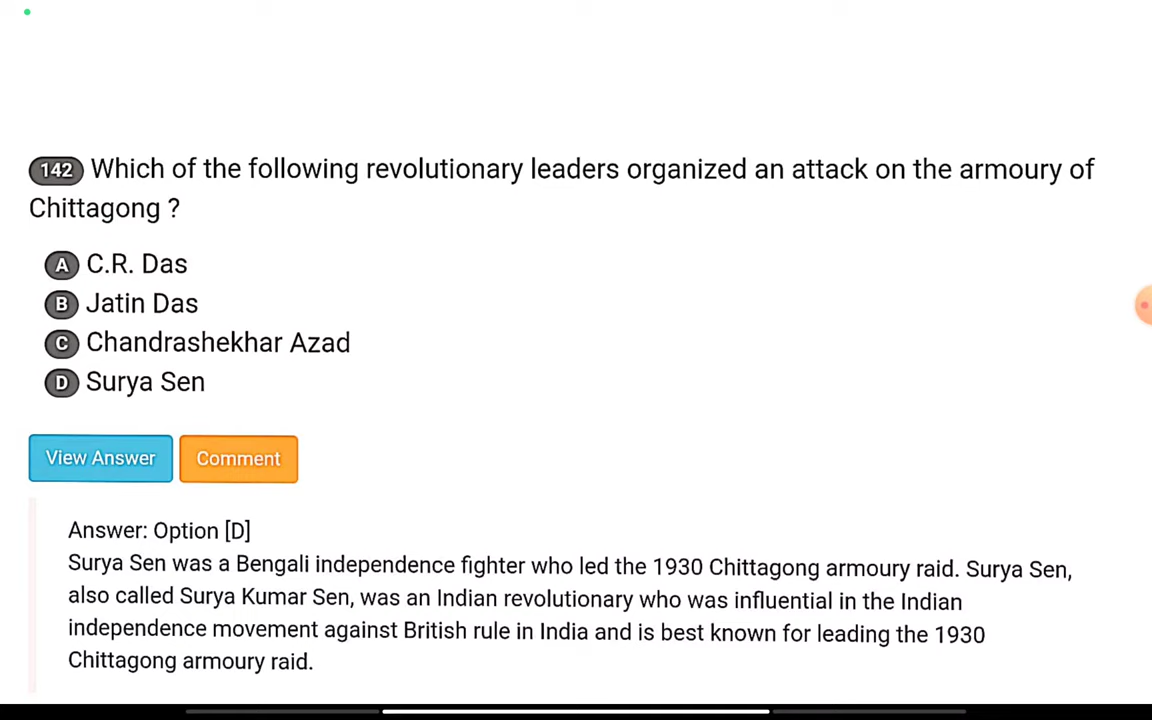 142 Which of the following revolutionary leaders organized an attack on the armoury of
Chittagong ?
A C.R. Das
B Jatin Das
C Chandrashekhar Azad
D Surya Sen
View Answer Comment
Answer: Option [D]
Surya Sen was a Bengali independence fighter who led the 1930 Chittagong armoury raid. Surya Sen,
also called Surya Kumar Sen, was an Indian revolutionary who was influential in the Indian
independence movement against British rule in India and is best known for leading the 1930
Chittagong armoury raid.